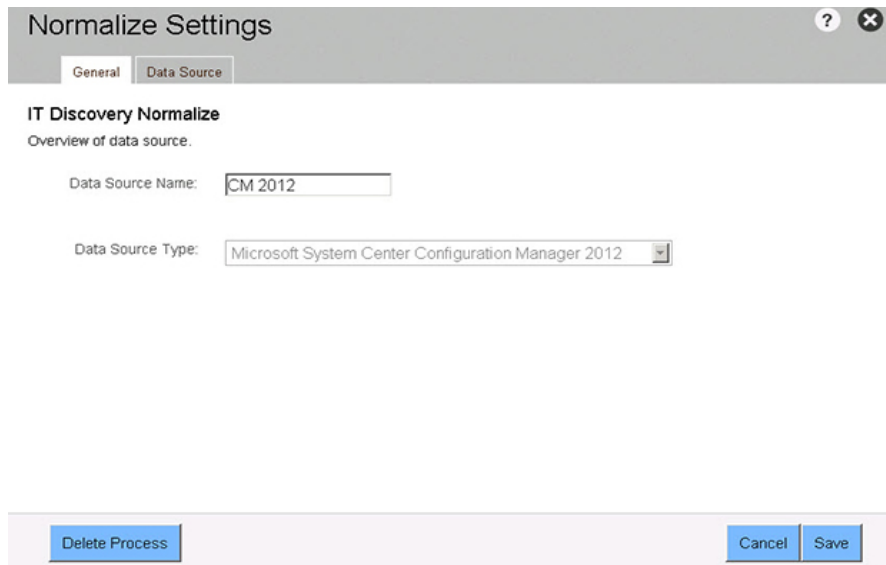 Normalize Settings
?
General
Data Source
IT Discovery Normalize
Overview of data source.
Data Source Name:
CM 2012
Data Source Type:
Microsoft System Center Configuration Manager 2012
Delete Process
Cancel
Save